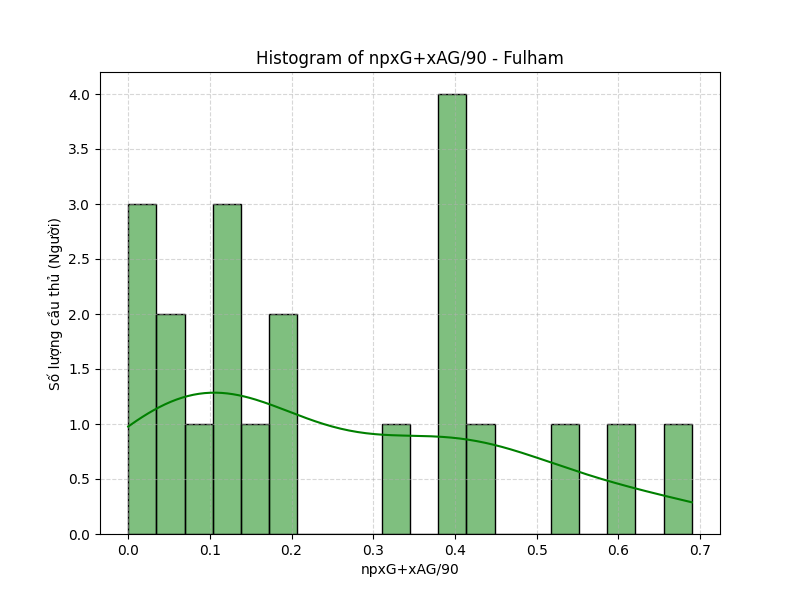 Histogram of npxG+xAG/90 - Fulham
Số lượng cầu thủ (Người)
4.0
3.5
3.0
2.5
2.0
1.5
1.0
0.5
0.0
0.0 0.1 0.2 0.3 0.4 0.5 0.6 0.7
npxG+xAG/90